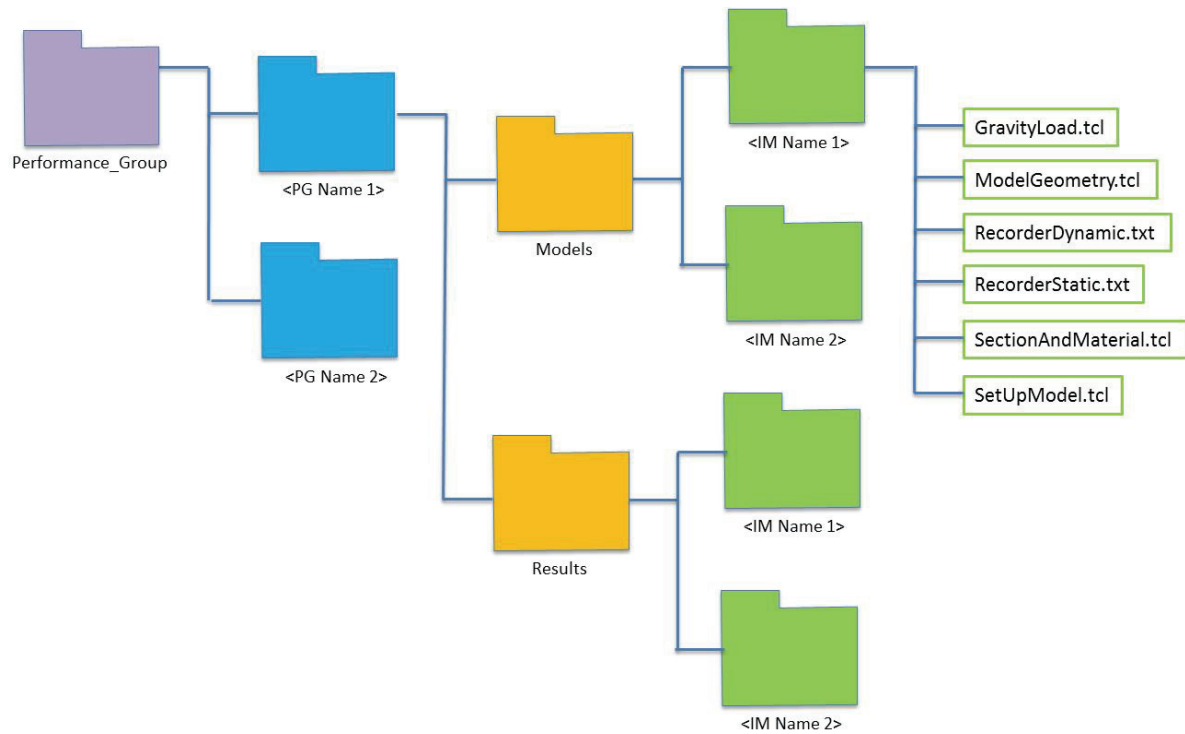 Performance_Group
<PG Name 1>
<PG Name 2>
Models
Results
<IM Name 1>
<IM Name 2>
<IM Name 1>
<IM Name 2>
GravityLoad.tcl
ModelGeometry.tcl
RecorderDynamic.txt
RecorderStatic.txt
SectionAndMaterial.tcl
SetUpModel.tcl